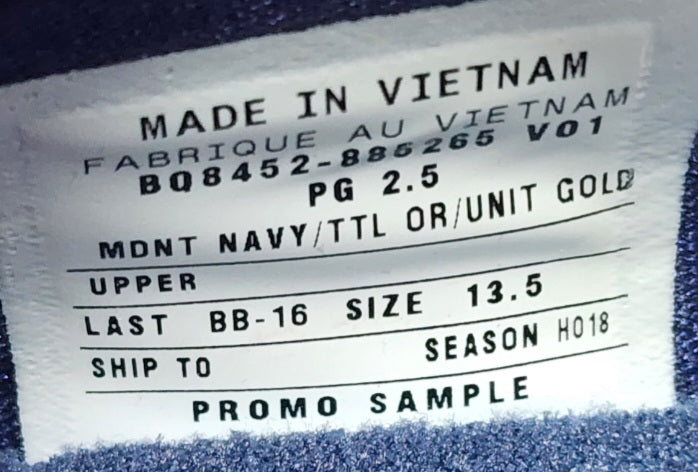 MADE IN VIETNAM
FABRIQUE AU VIETNAM
BQ8452-885265 V01
PG 2.5
MDNT NAVY/TTL OR/UNIT GOLD
UPPER
LAST BB-16 SIZE 13.5
SHIP TO SEASON HO18
PROMO SAMPLE